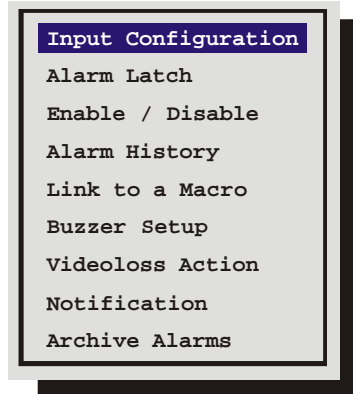 Input Configuration
Alarm Latch
Enable / Disable
Alarm History
Link to a Macro
Buzzer Setup
Videoloss Action
Notification
Archive Alarms